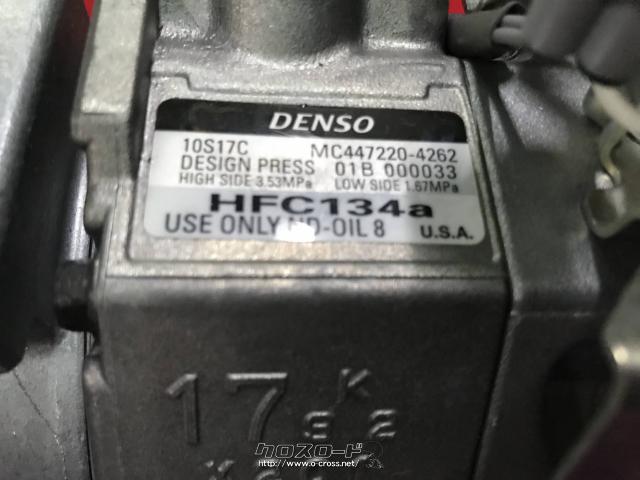 DENSO
10S17C MC447220-4262
DESIGN PRESS 01B 000033
HIGH SIDE 3.53MPa LOW SIDE 1.67MPa
HFC134a
USE ONLY ND-OIL 8 U.S.A.
17 K
92
クロスロード
http://www.o-cross.net/